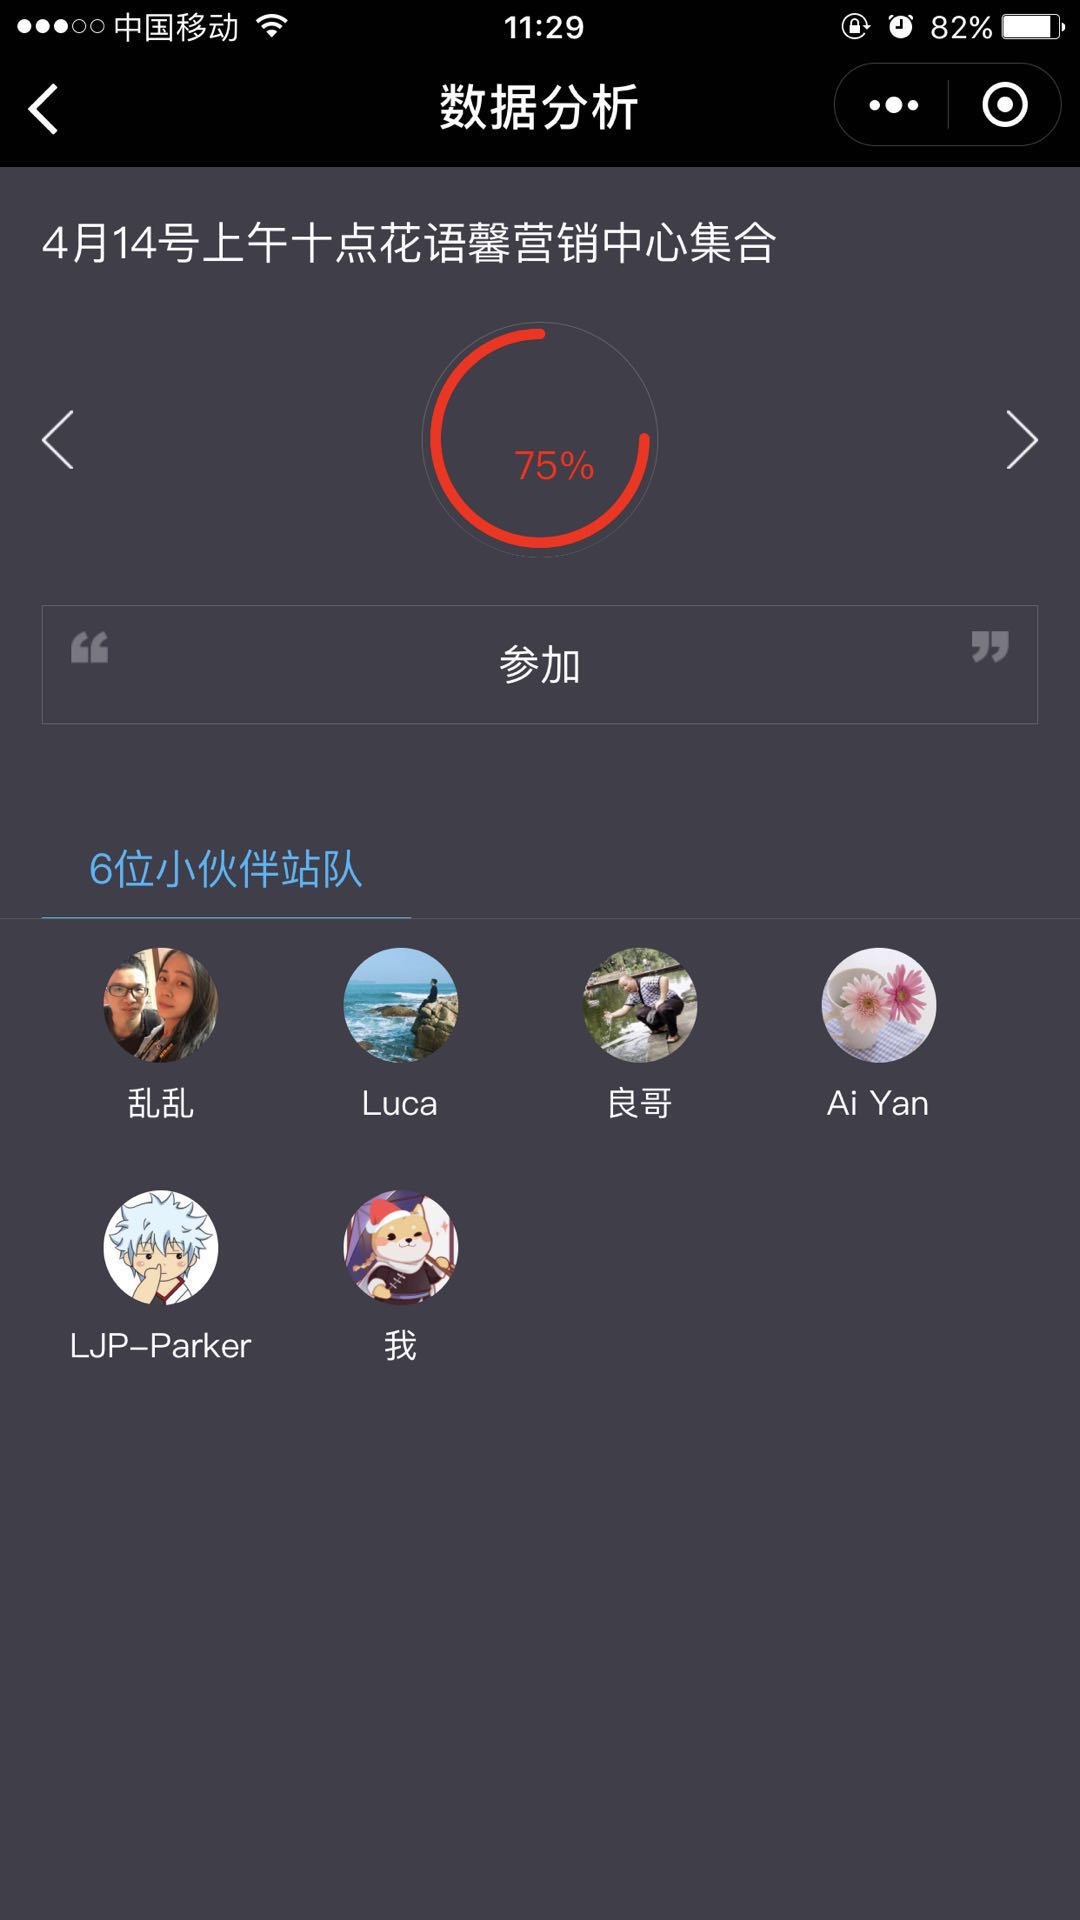 中国移动 11:29 82%
数据分析
4月14号上午十点花语馨营销中心集合
75%
“ 参加 ”
6位小伙伴站队
乱乱 Luca 良哥 Ai Yan
LJP-Parker 我